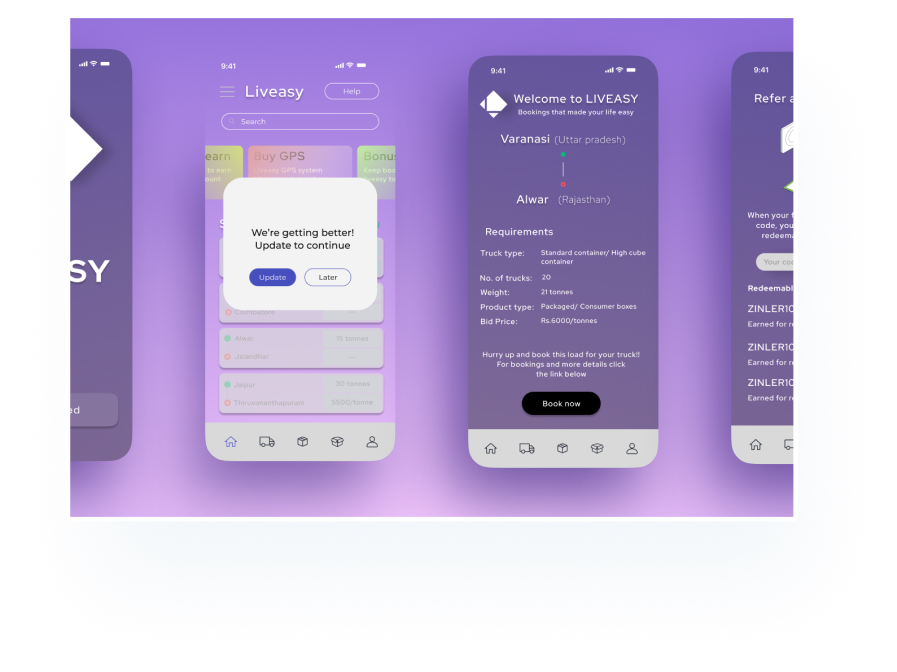 SY
ed
9:41
Liveasy
Help
Search
earn
to earn
ount
Buy GPS
Liveasy GPS system
Bonu
Keep boo
liveasy to
S
We're getting better!
Update to continue
Update
Later
Coimbatore
---
Alwar
15 tonnes
Jalandhar
---
Jaipur
30 tonnes
Thiruvananthapuram
5500/tonne
9:41
Welcome to LIVEASY
Bookings that made your life easy
Varanasi (Uttar pradesh)
Alwar (Rajasthan)
Requirements
Truck type: Standard container/ High cube
container
No. of trucks: 20
Weight: 21 tonnes
Product type: Packaged/ Consumer boxes
Bid Price: Rs.6000/tonnes
Hurry up and book this load for your truck!!
For bookings and more details click
the link below
Book now
9:41
Refer a
When your f
code, you
redeema
Your cod
Redeemabl
ZINLER10
Earned for re
ZINLER10
Earned for re
ZINLER10
Earned for re